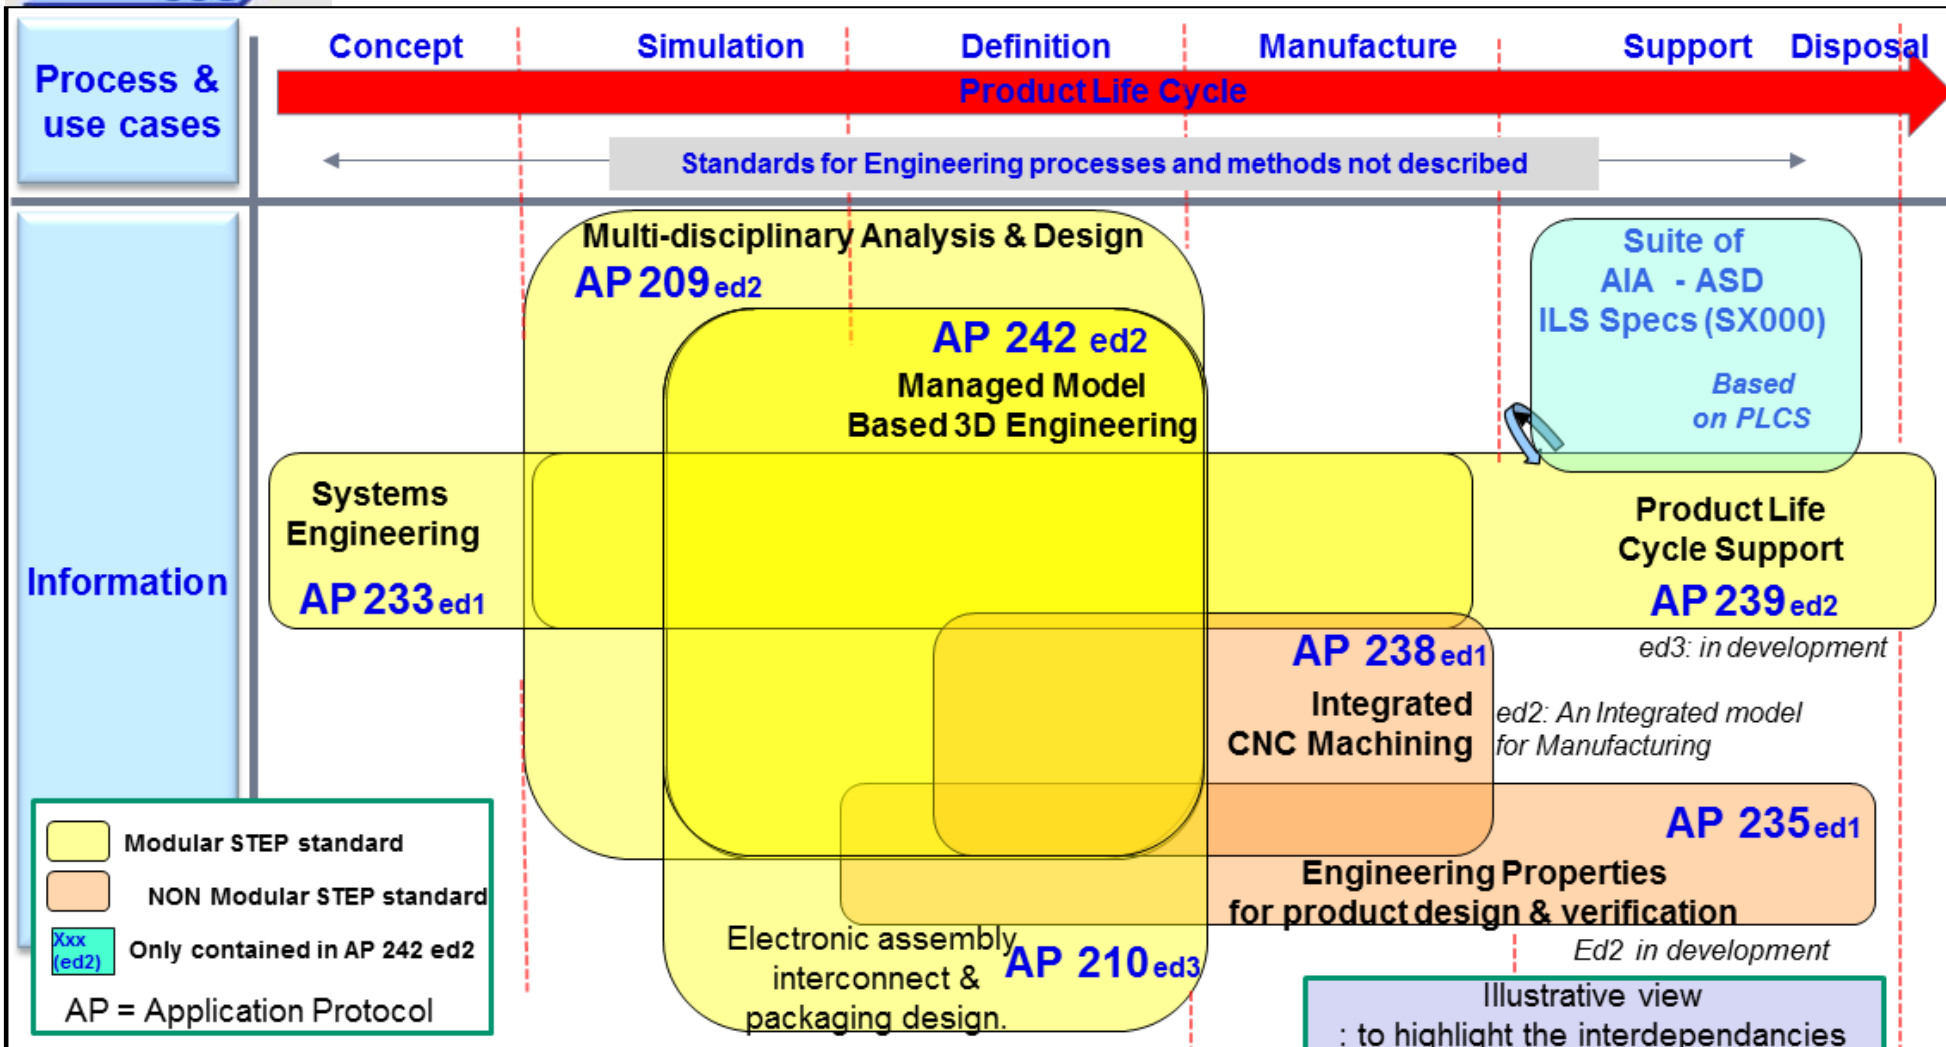 Process &
use cases
Concept
Simulation
Definition
Manufacture
Support
Disposal
Product Life Cycle
Standards for Engineering processes and methods not described
Information
Multi-disciplinary Analysis & Design
AP 209 ed2
AP 242 ed2
Managed Model
Based 3D Engineering
Suite of
AIA - ASD
ILS Specs (SX000)
Based
on PLCS
Systems
Engineering
AP 233 ed1
Product Life
Cycle Support
AP 239 ed2
ed3: in development
AP 238 ed1
Integrated
CNC Machining
ed2: An Integrated model
for Manufacturing
AP 235 ed1
Engineering Properties
for product design & verification
Ed2 in development
Electronic assembly
interconnect &
packaging design.
AP 210 ed3
Modular STEP standard
NON Modular STEP standard
Xxx
(ed2)
Only contained in AP 242 ed2
AP = Application Protocol
Illustrative view
: to highlight the interdependancies